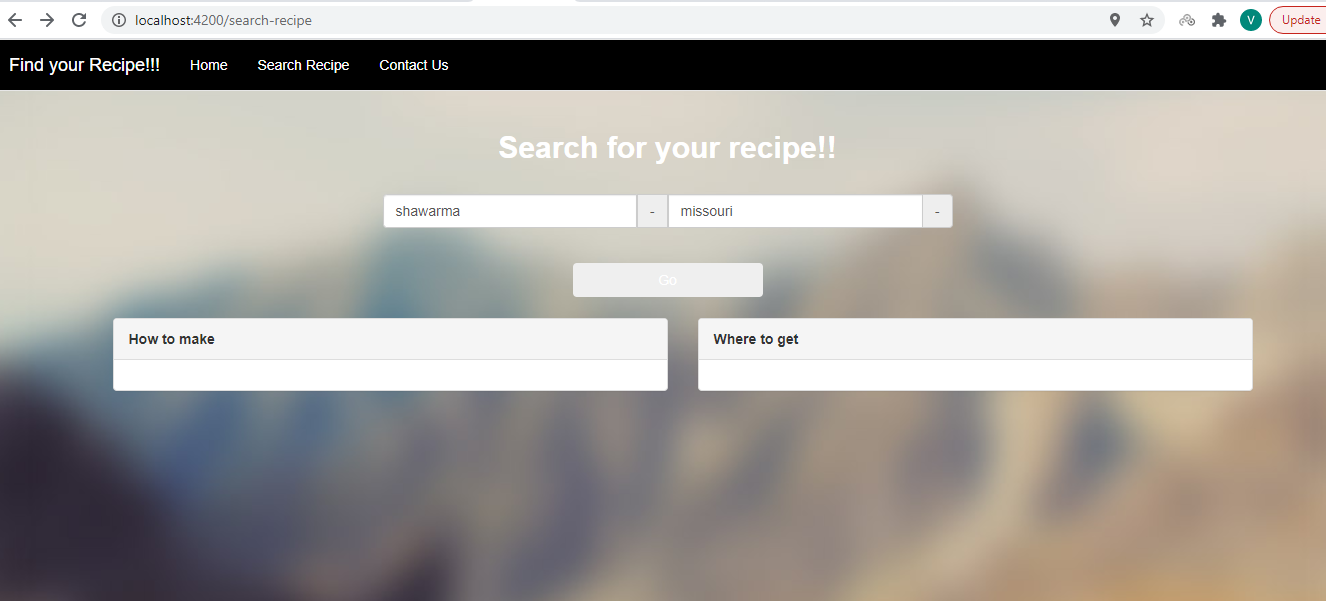 localhost:4200/search-recipe
V
Update
Find your Recipe!!! Home Search Recipe Contact Us
Search for your recipe!!
shawarma - missouri -
Go
How to make
Where to get